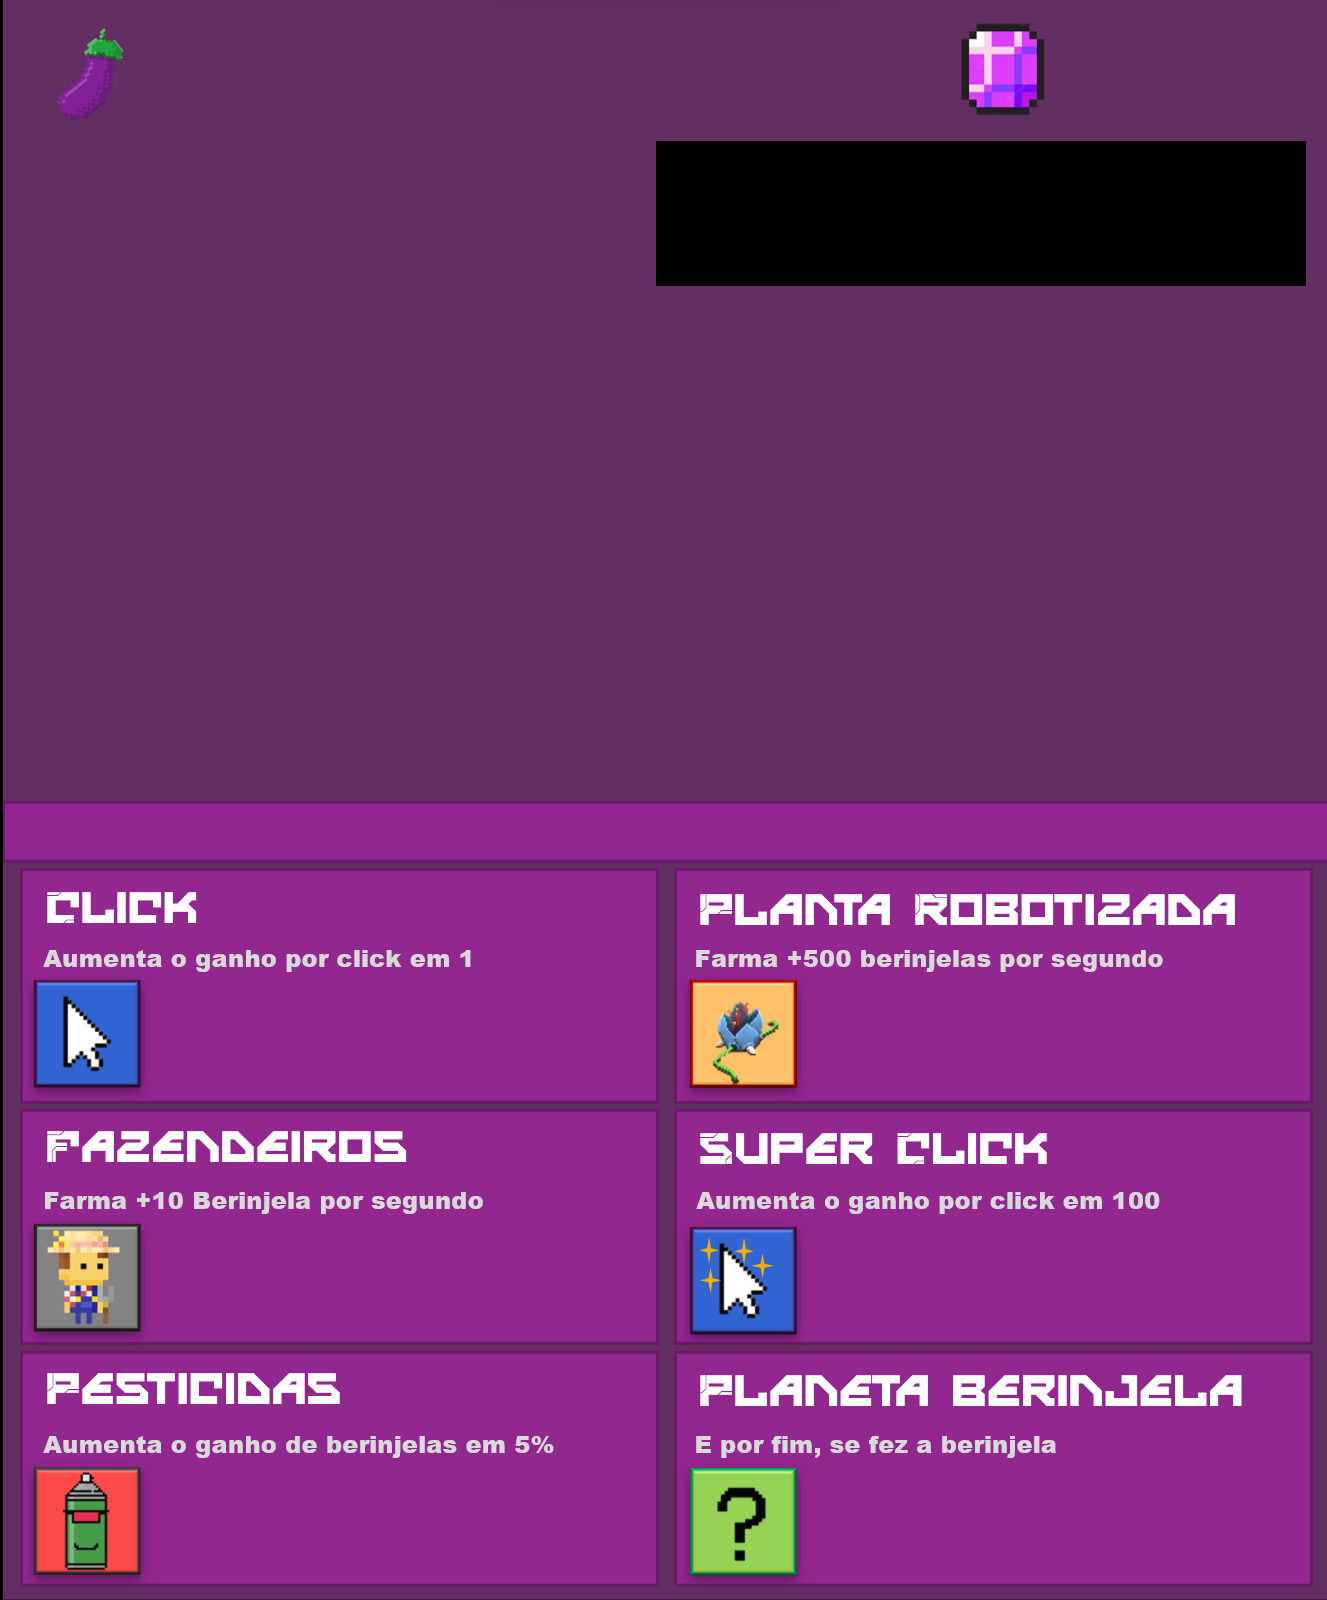 CLICK
Aumenta o ganho por click em 1
PLANTA ROBOTIZADA
Farma +500 berinjelas por segundo
FAZENDEIROS
Farma +10 Berinjela por segundo
SUPER CLICK
Aumenta o ganho por click em 100
PESTICIDAS
Aumenta o ganho de berinjelas em 5%
PLANETA BERINJELA
E por fim, se fez a berinjela
?